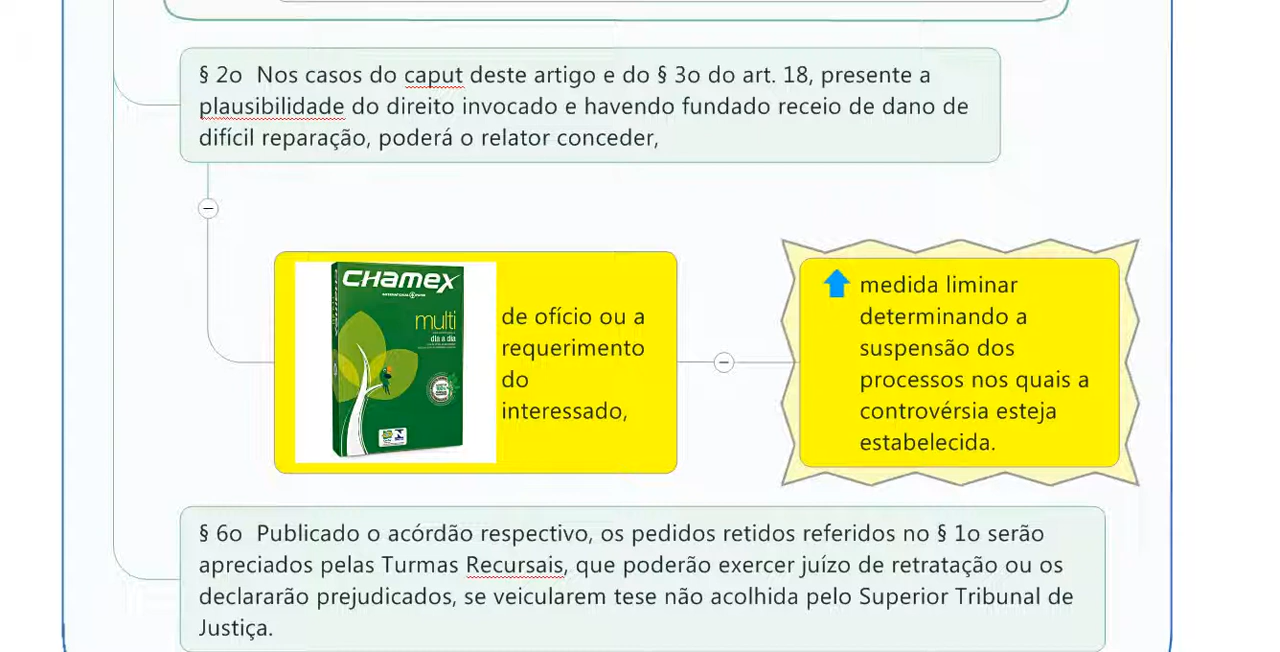 § 2o  Nos casos do caput deste artigo e do § 3o do art. 18, presente a
plausibilidade do direito invocado e havendo fundado receio de dano de
difícil reparação, poderá o relator conceder,
CHAMEX
multi
dia a dia
de ofício ou a
requerimento
do
interessado,
medida liminar
determinando a
suspensão dos
processos nos quais a
controvérsia esteja
estabelecida.
§ 6o  Publicado o acórdão respectivo, os pedidos retidos referidos no § 1o serão
apreciados pelas Turmas Recursais, que poderão exercer juízo de retratação ou os
declararão prejudicados, se veicularem tese não acolhida pelo Superior Tribunal de
Justiça.